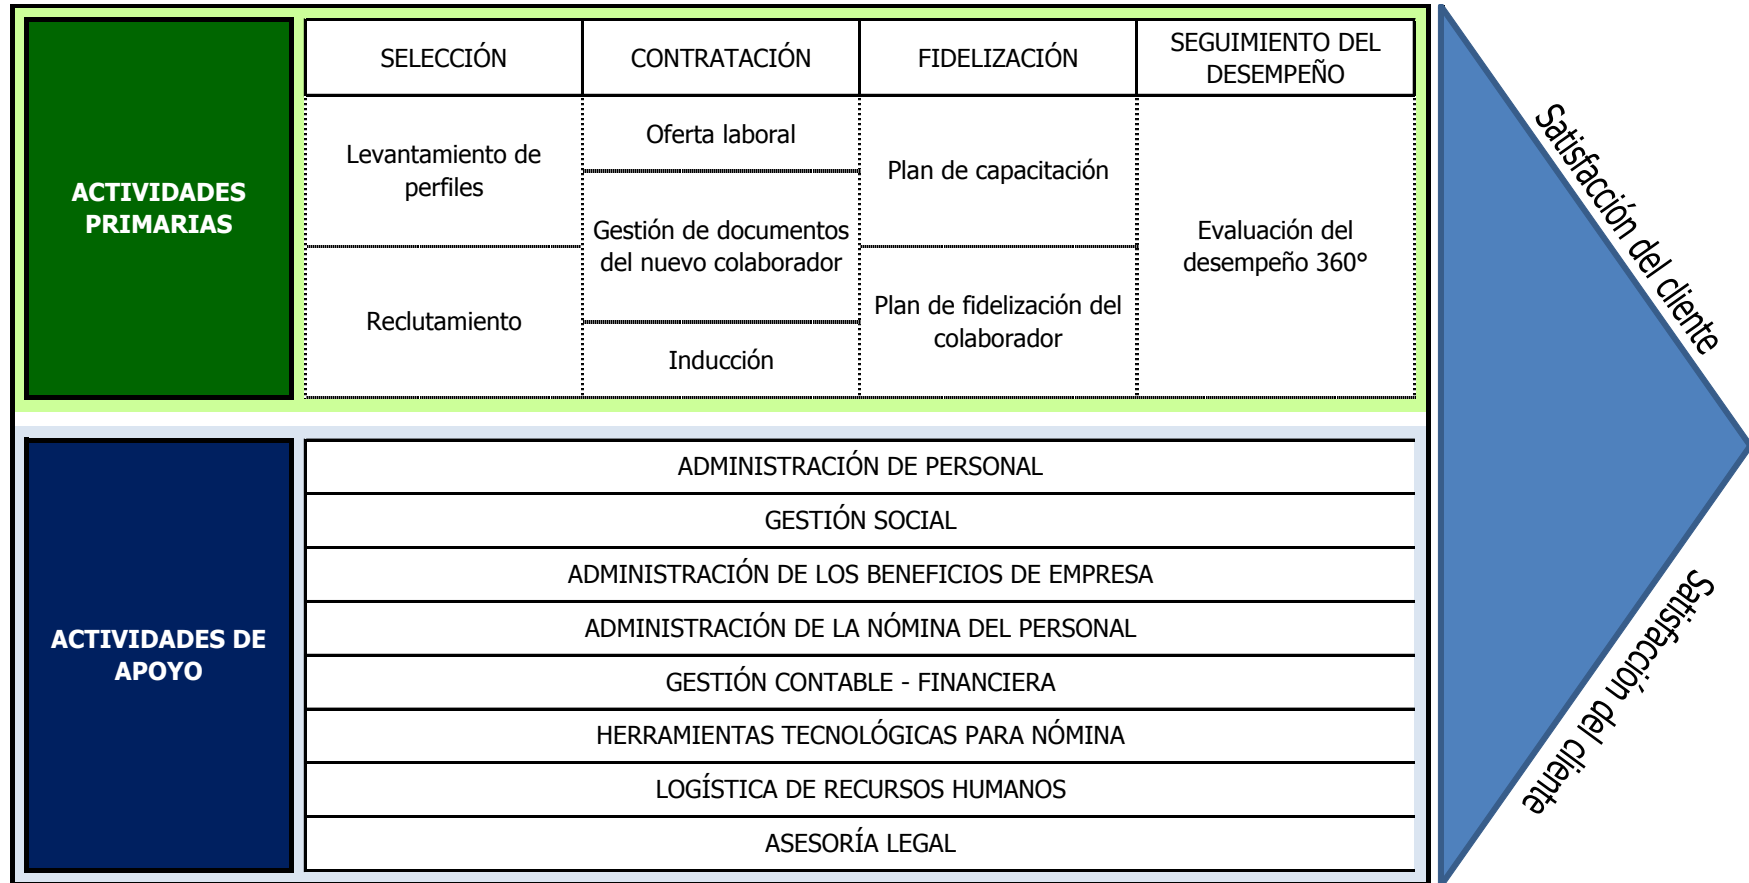 ACTIVIDADES
PRIMARIAS
SELECCIÓN
CONTRATACIÓN
FIDELIZACIÓN
SEGUIMIENTO DEL
DESEMPEÑO
Levantamiento de
perfiles
Reclutamiento
Oferta laboral
Gestión de documentos
del nuevo colaborador
Inducción
Plan de capacitación
Plan de fidelización del
colaborador
Evaluación del
desempeño 360°
Satisfacción del cliente
ACTIVIDADES DE
APOYO
ADMINISTRACIÓN DE PERSONAL
GESTIÓN SOCIAL
ADMINISTRACIÓN DE LOS BENEFICIOS DE EMPRESA
ADMINISTRACIÓN DE LA NÓMINA DEL PERSONAL
GESTIÓN CONTABLE - FINANCIERA
HERRAMIENTAS TECNOLÓGICAS PARA NÓMINA
LOGÍSTICA DE RECURSOS HUMANOS
ASESORÍA LEGAL
Satisfacción del cliente